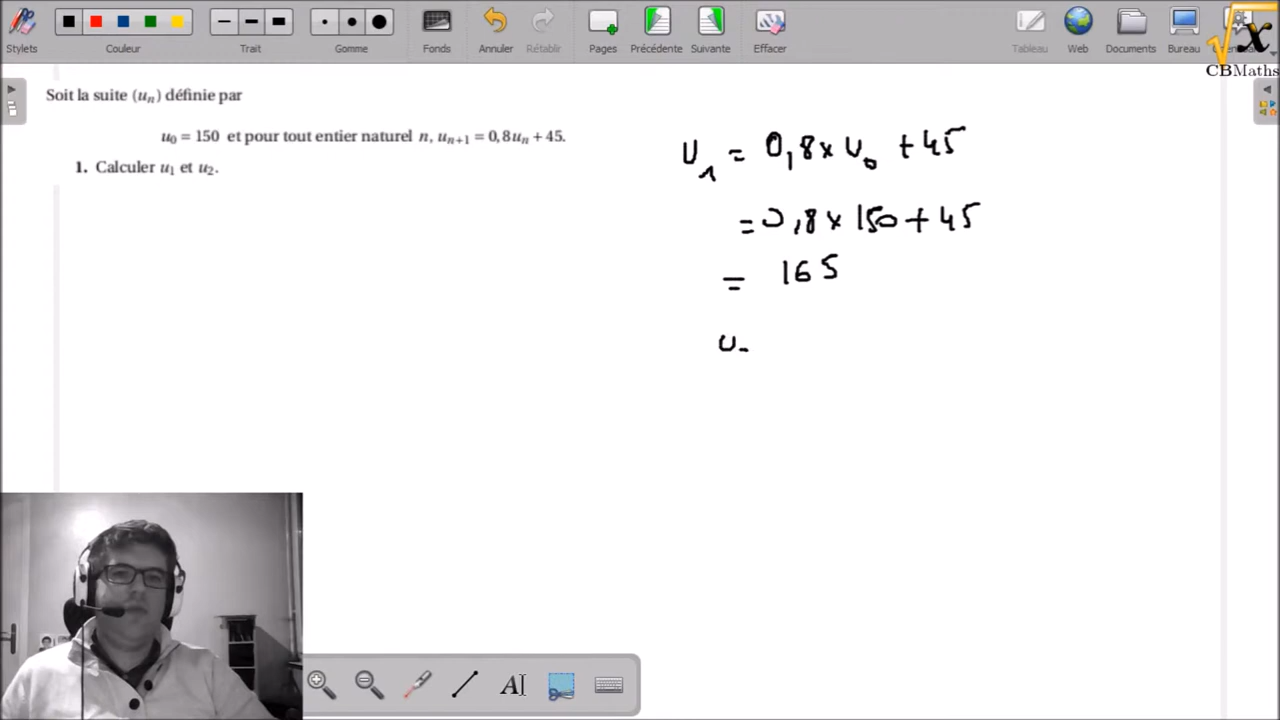 Stylets Couleur Trait Gomme Fonds Annuler Rétablir Pages Précédente Suivante Effacer Tableau Web Documents Bureau
CBMaths
Soit la suite (uₙ) définie par
u₀ = 150 et pour tout entier naturel n, uₙ₊₁ = 0,8uₙ + 45.
1. Calculer u₁ et u₂.
U₁ = 0,8 × U₀ + 45
= 0,8 × 150 + 45
= 165
u